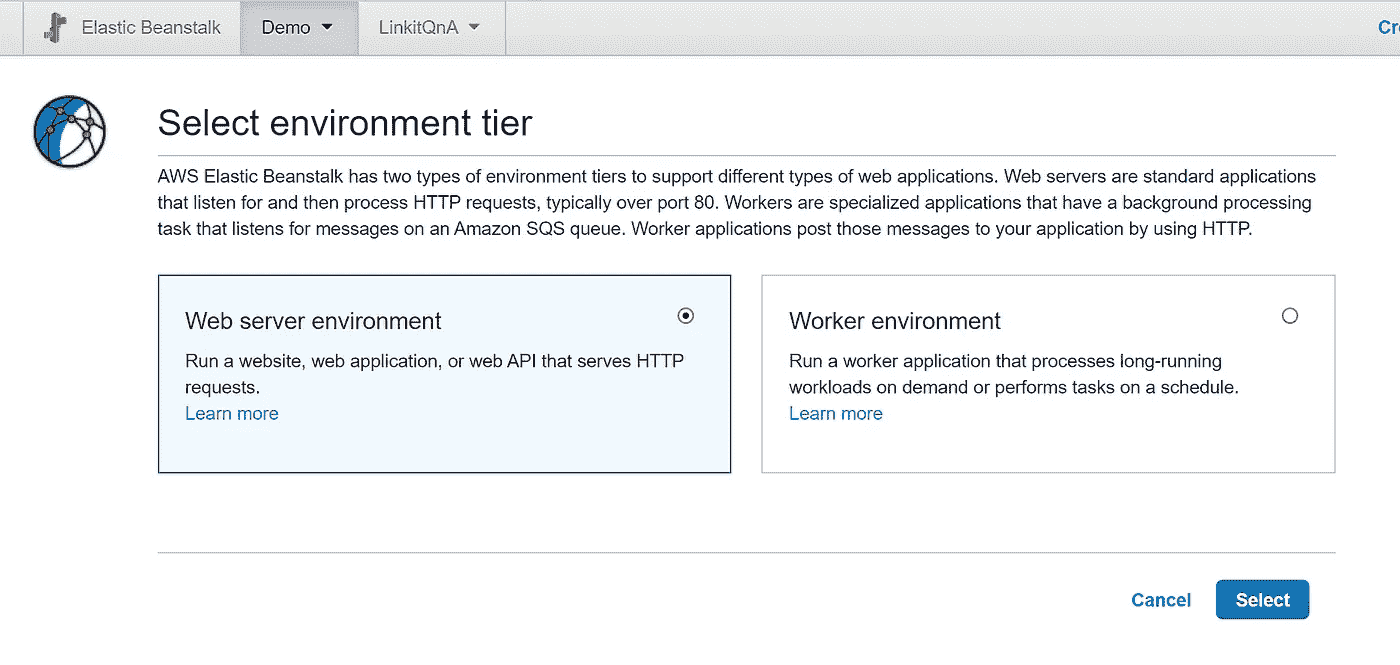 Elastic Beanstalk Demo LinkitQnA
Select environment tier
AWS Elastic Beanstalk has two types of environment tiers to support different types of web applications. Web servers are standard applications
that listen for and then process HTTP requests, typically over port 80. Workers are specialized applications that have a background processing
task that listens for messages on an Amazon SQS queue. Worker applications post those messages to your application by using HTTP.
Web server environment
Run a website, web application, or web API that serves HTTP
requests.
Learn more
Worker environment
Run a worker application that processes long-running
workloads on demand or performs tasks on a schedule.
Learn more
Cancel Select